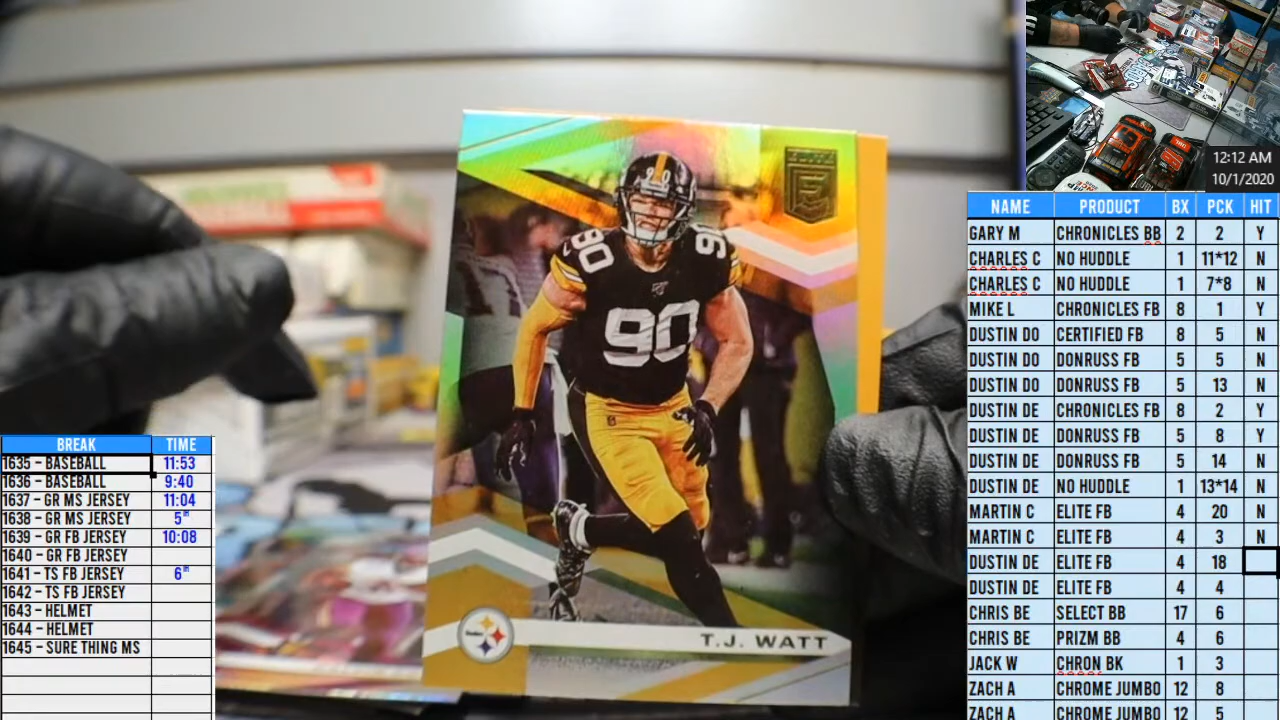 12:12 AM
10/1/2020
NAME PRODUCT BX PCK HIT
GARY M CHRONICLES BB 2 2 Y
CHARLES C NO HUDDLE 1 11*12 N
CHARLES C NO HUDDLE 1 7*8 N
MIKE L CHRONICLES FB 8 1 Y
DUSTIN DO CERTIFIED FB 8 5 N
DUSTIN DO DONRUSS FB 5 5 N
DUSTIN DO DONRUSS FB 5 13 N
DUSTIN DE CHRONICLES FB 8 2 Y
DUSTIN DE DONRUSS FB 5 8 Y
DUSTIN DE DONRUSS FB 5 14 N
DUSTIN DE NO HUDDLE 1 13*14 N
MARTIN C ELITE FB 4 20 N
MARTIN C ELITE FB 4 3 N
DUSTIN DE ELITE FB 4 18
DUSTIN DE ELITE FB 4 4
CHRIS BE SELECT BB 17 6
CHRIS BE PRIZM BB 4 6
JACK W CHRON BK 1 3
ZACH A CHROME JUMBO 12 8
ZACH A CHROME JUMBO 12 5
90
90
90
90
T.J. WATT
BREAK TIME
1635 – BASEBALL 11:53
1636 – BASEBALL 9:40
1637 – GR MS JERSEY 11:04
1638 – GR MS JERSEY 5TH
1639 – GR FB JERSEY 10:08
1640 – GR FB JERSEY
1641 – TS FB JERSEY 6TH
1642 – TS FB JERSEY
1643 – HELMET
1644 – HELMET
1645 – SURE THING MS